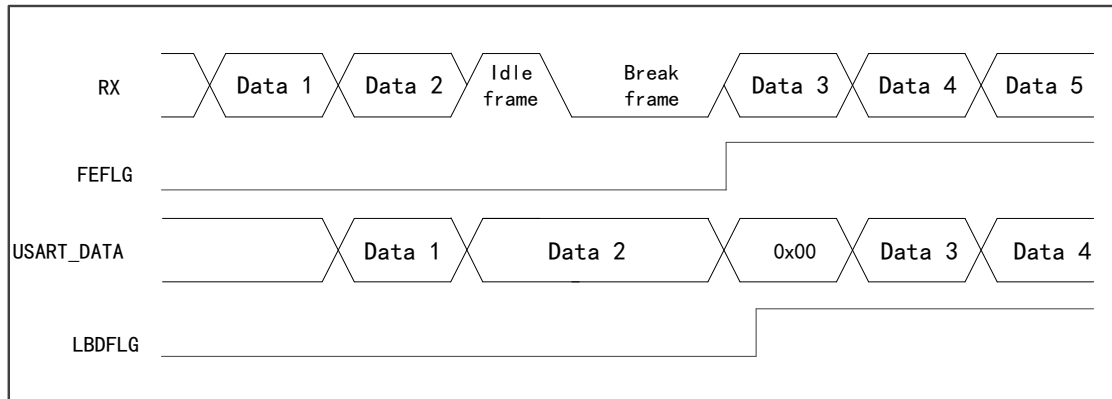 RX
Data 1
Data 2
Idle
frame
Break
frame
Data 3
Data 4
Data 5
FEFLG
USART_DATA
Data 1
Data 2
0x00
Data 3
Data 4
LBDFLG